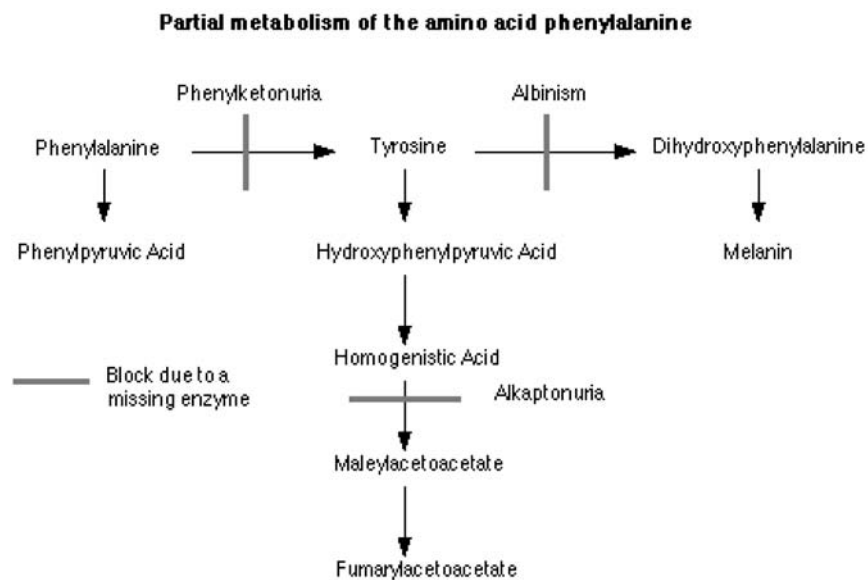 Partial metabolism of the amino acid phenylalanine
Phenylketonuria
Albinism
Phenylalanine
Tyrosine
Dihydroxyphenylalanine
Phenylpyruvic Acid
Hydroxyphenylpyruvic Acid
Melanin
Homogenistic Acid
Block due to a
missing enzyme
Alkaptonuria
Maleylacetoacetate
Fumarylacetoacetate